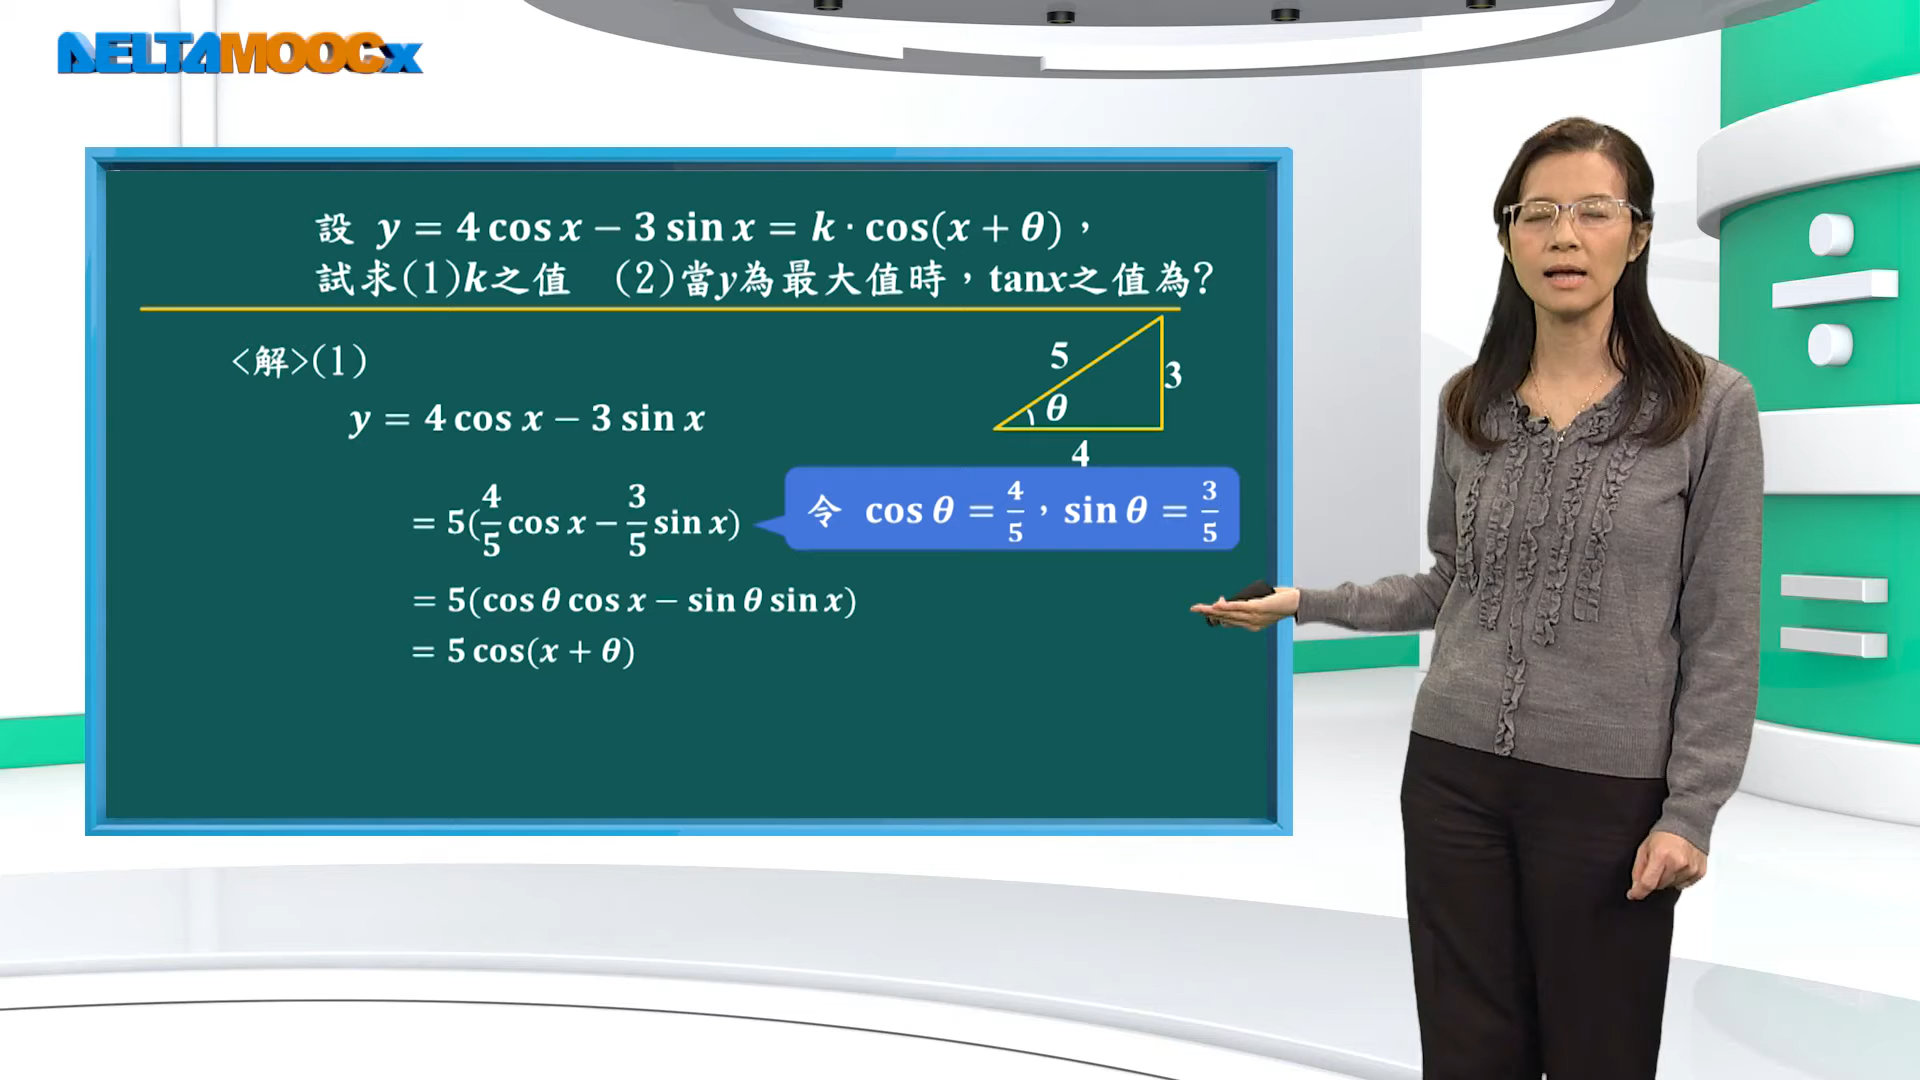 DELTAMOOCx
設 y = 4 cos x − 3 sin x = k · cos(x + θ),
試求(1)k之值 (2)當y為最大值時,tanx之值為?
<解>(1)
y = 4 cos x − 3 sin x
= 5(4/5 cos x − 3/5 sin x)
= 5(cos θ cos x − sin θ sin x)
= 5 cos(x + θ)
5
3
θ
4
令 cos θ = 4/5,sin θ = 3/5